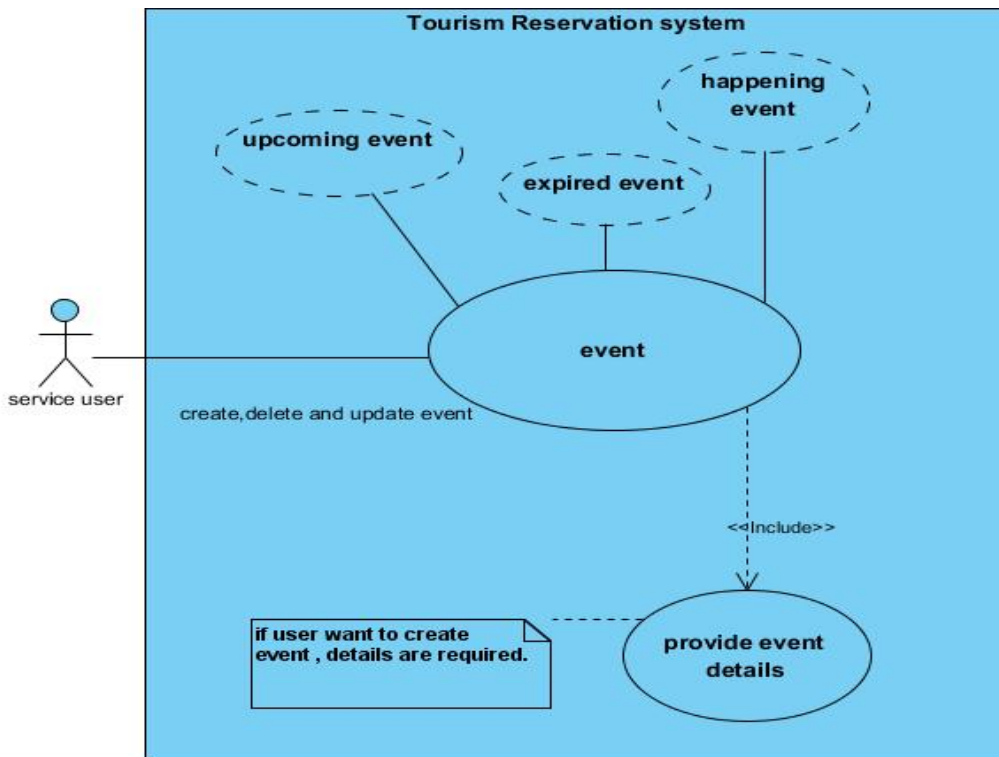 Tourism Reservation system
happening
event
upcoming event
expired event
event
service user
create,delete and update event
<<Include>>
if user want to create
event , details are required.
provide event
details